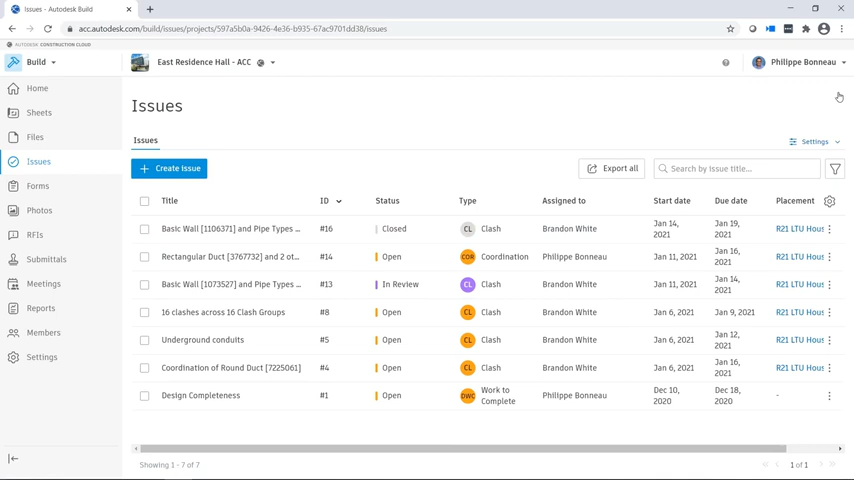 Issues - Autodesk Build
acc.autodesk.com/build/issues/projects/597a5b0a-9426-4e36-b935-67ac9701dd38/issues
AUTODESK CONSTRUCTION CLOUD
Build
East Residence Hall - ACC
Philippe Bonneau
Home
Sheets
Files
Issues
Forms
Photos
RFIs
Submittals
Meetings
Reports
Members
Settings
Issues
Issues
Settings
Create issue
Export all
Search by issue title...
Title ID Status Type Assigned to Start date Due date Placement
Basic Wall [1106371] and Pipe Types ... #16 Closed CL Clash Brandon White Jan 14, 2021 Jan 19, 2021 R21 LTU Hous
Rectangular Duct [3767732] and 2 ot... #14 Open COR Coordination Philippe Bonneau Jan 11, 2021 Jan 16, 2021 R21 LTU Hous
Basic Wall [1073527] and Pipe Types ... #13 In Review CL Clash Brandon White Jan 11, 2021 Jan 14, 2021 R21 LTU Hous
16 clashes across 16 Clash Groups #8 Open CL Clash Brandon White Jan 6, 2021 Jan 9, 2021 R21 LTU Hous
Underground conduits #5 Open CL Clash Brandon White Jan 6, 2021 Jan 12, 2021 R21 LTU Hous
Coordination of Round Duct [7225061] #4 Open CL Clash Brandon White Jan 6, 2021 Jan 16, 2021 R21 LTU Hous
Design Completeness #1 Open DWC Work to Complete Philippe Bonneau Dec 10, 2020 Dec 18, 2020 -
Showing 1 - 7 of 7
1 of 1